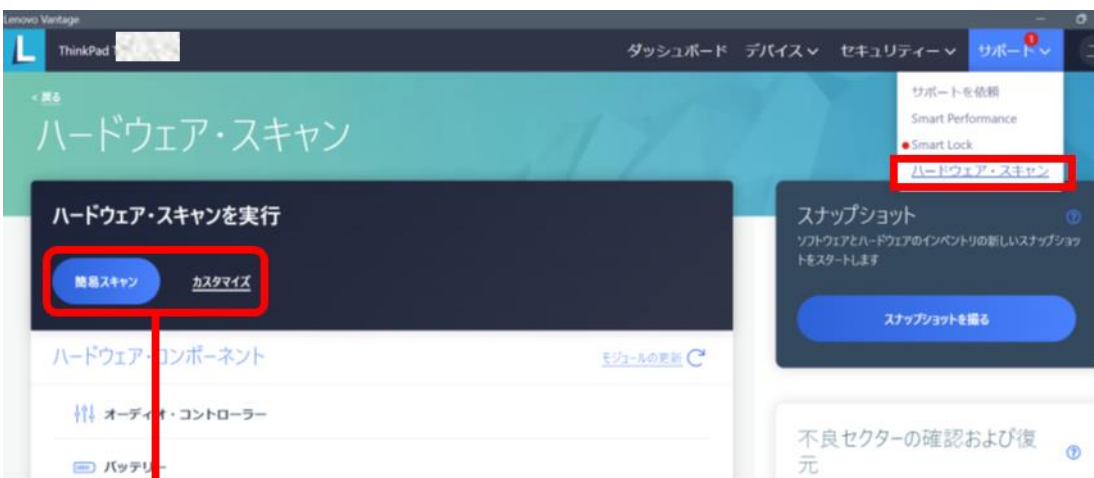 Lenovo Vantage
ThinkPad
ダッシュボード デバイス セキュリティー サポート 1
<戻る
ハードウェア・スキャン
サポートを依頼
Smart Performance
Smart Lock
ハードウェア・スキャン
ハードウェア・スキャンを実行
簡易スキャン カスタマイズ
スナップショット
ソフトウェアとハードウェアのインベントリの新しいスナップショッ
トをスタートします
スナップショットを撮る
ハードウェア・コンポーネント モジュールの更新
オーディオ・コントローラー
バッテリー
不良セクターの確認および復
元